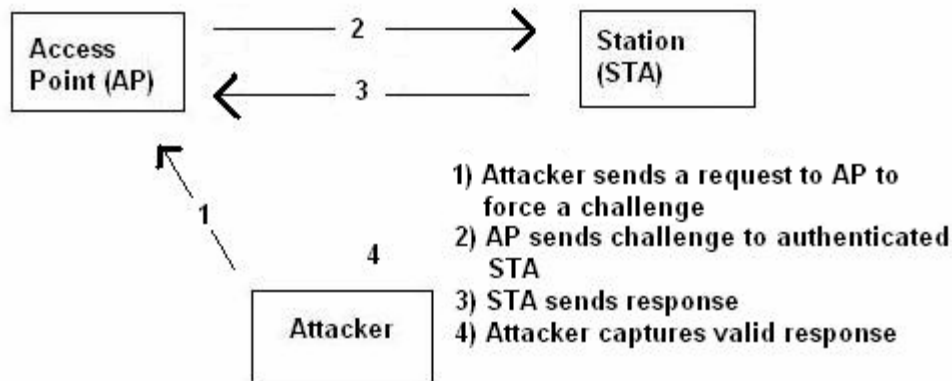 Access
Point (AP)
2
Station
(STA)
3
1
4
Attacker
1) Attacker sends a request to AP to
force a challenge
2) AP sends challenge to authenticated
STA
3) STA sends response
4) Attacker captures valid response